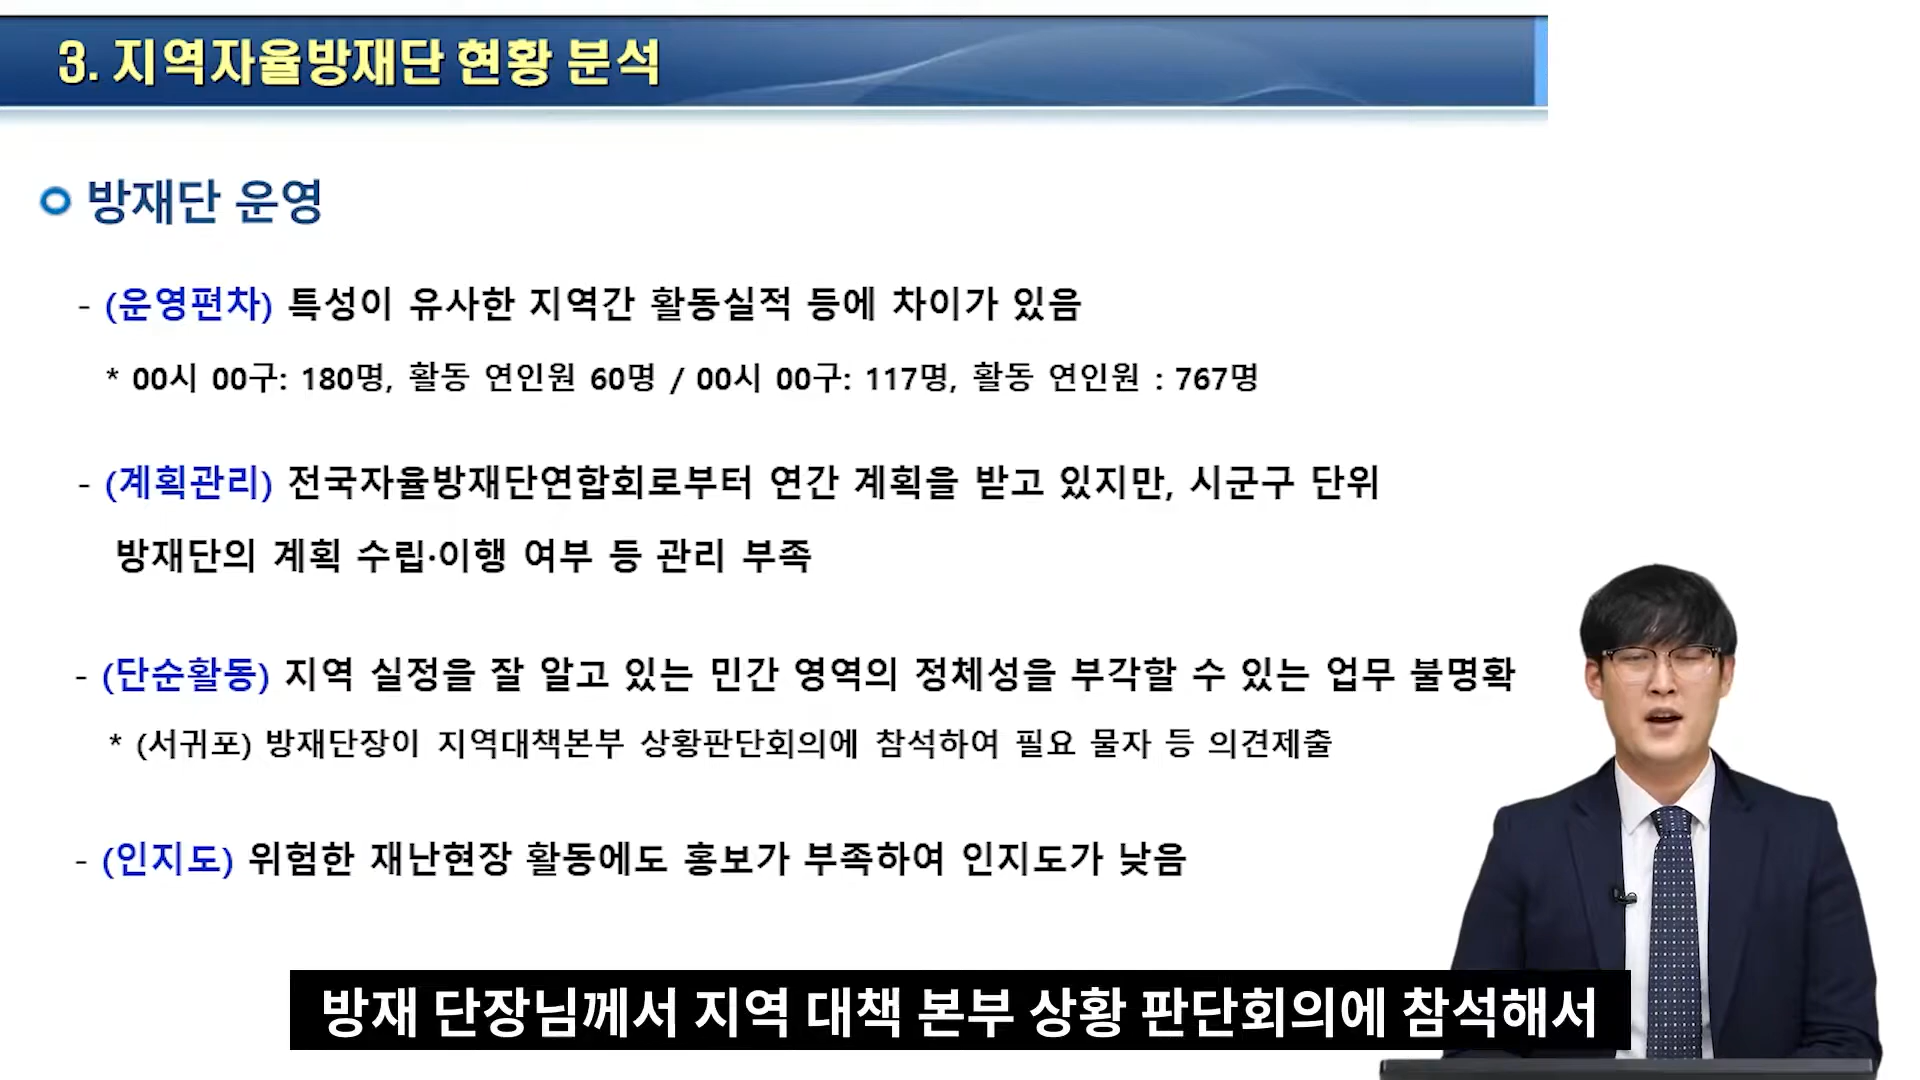 3. 지역자율방재단 현황 분석
방재단 운영
- (운영편차) 특성이 유사한 지역간 활동실적 등에 차이가 있음
* 00시 00구: 180명, 활동 연인원 60명 / 00시 00구: 117명, 활동 연인원 : 767명
- (계획관리) 전국자율방재단연합회로부터 연간 계획을 받고 있지만, 시군구 단위
방재단의 계획 수립·이행 여부 등 관리 부족
- (단순활동) 지역 실정을 잘 알고 있는 민간 영역의 정체성을 부각할 수 있는 업무 불명확
* (서귀포) 방재단장이 지역대책본부 상황판단회의에 참석하여 필요 물자 등 의견제출
- (인지도) 위험한 재난현장 활동에도 홍보가 부족하여 인지도가 낮음
방재 단장님께서 지역 대책 본부 상황 판단회의에 참석해서